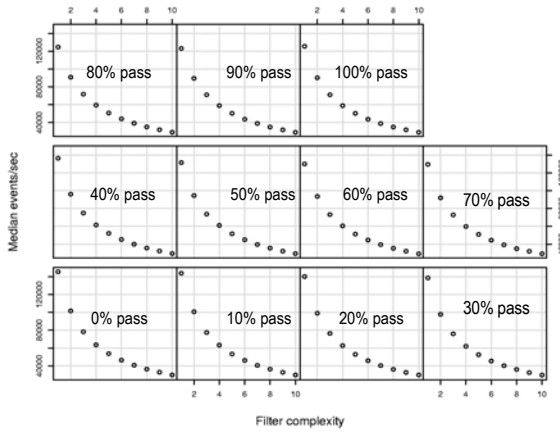 2 4 6 8 10 2 4 6 8 10
120000
80000
40000
80% pass 90% pass 100% pass
Median events/sec
40% pass 50% pass 60% pass 70% pass
120000
80000
40000
0% pass 10% pass 20% pass 30% pass
2 4 6 8 10 2 4 6 8 10
Filter complexity